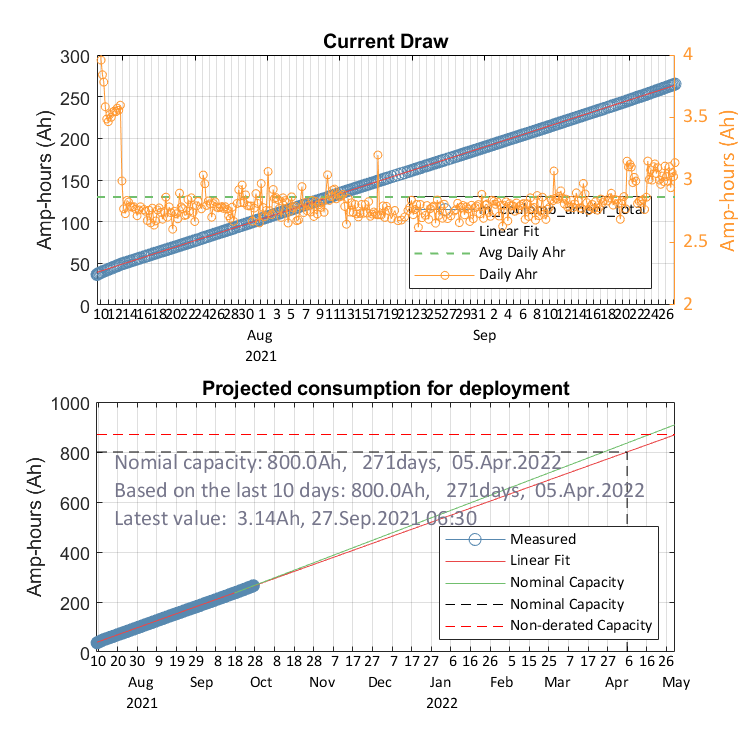 Current Draw
300
250
200
150
100
50
0
Amp-hours (Ah)
4
3.5
3
2.5
2
Amp-hours (Ah)
Linear Fit
Avg Daily Ahr
Daily Ahr
10 12 14 16 18 20 22 24 26 28 30 1 3 5 7 9 11 13 15 17 19 21 23 25 27 29 31 2 4 6 8 10 12 14 16 18 20 22 24 26
Aug Sep
2021
Projected consumption for deployment
1000
800
600
400
200
0
Amp-hours (Ah)
Nomial capacity: 800.0Ah, 271days, 05.Apr.2022
Based on the last 10 days: 800.0Ah, 271days, 05.Apr.2022
Latest value: 3.14Ah, 27.Sep.2021 06:30
Measured
Linear Fit
Nominal Capacity
Nominal Capacity
Non-derated Capacity
10 20 30 9 19 29 8 18 28 8 18 28 7 17 27 7 17 27 6 16 26 5 15 25 7 17 27 6 16 26
Aug Sep Oct Nov Dec Jan Feb Mar Apr May
2021 2022